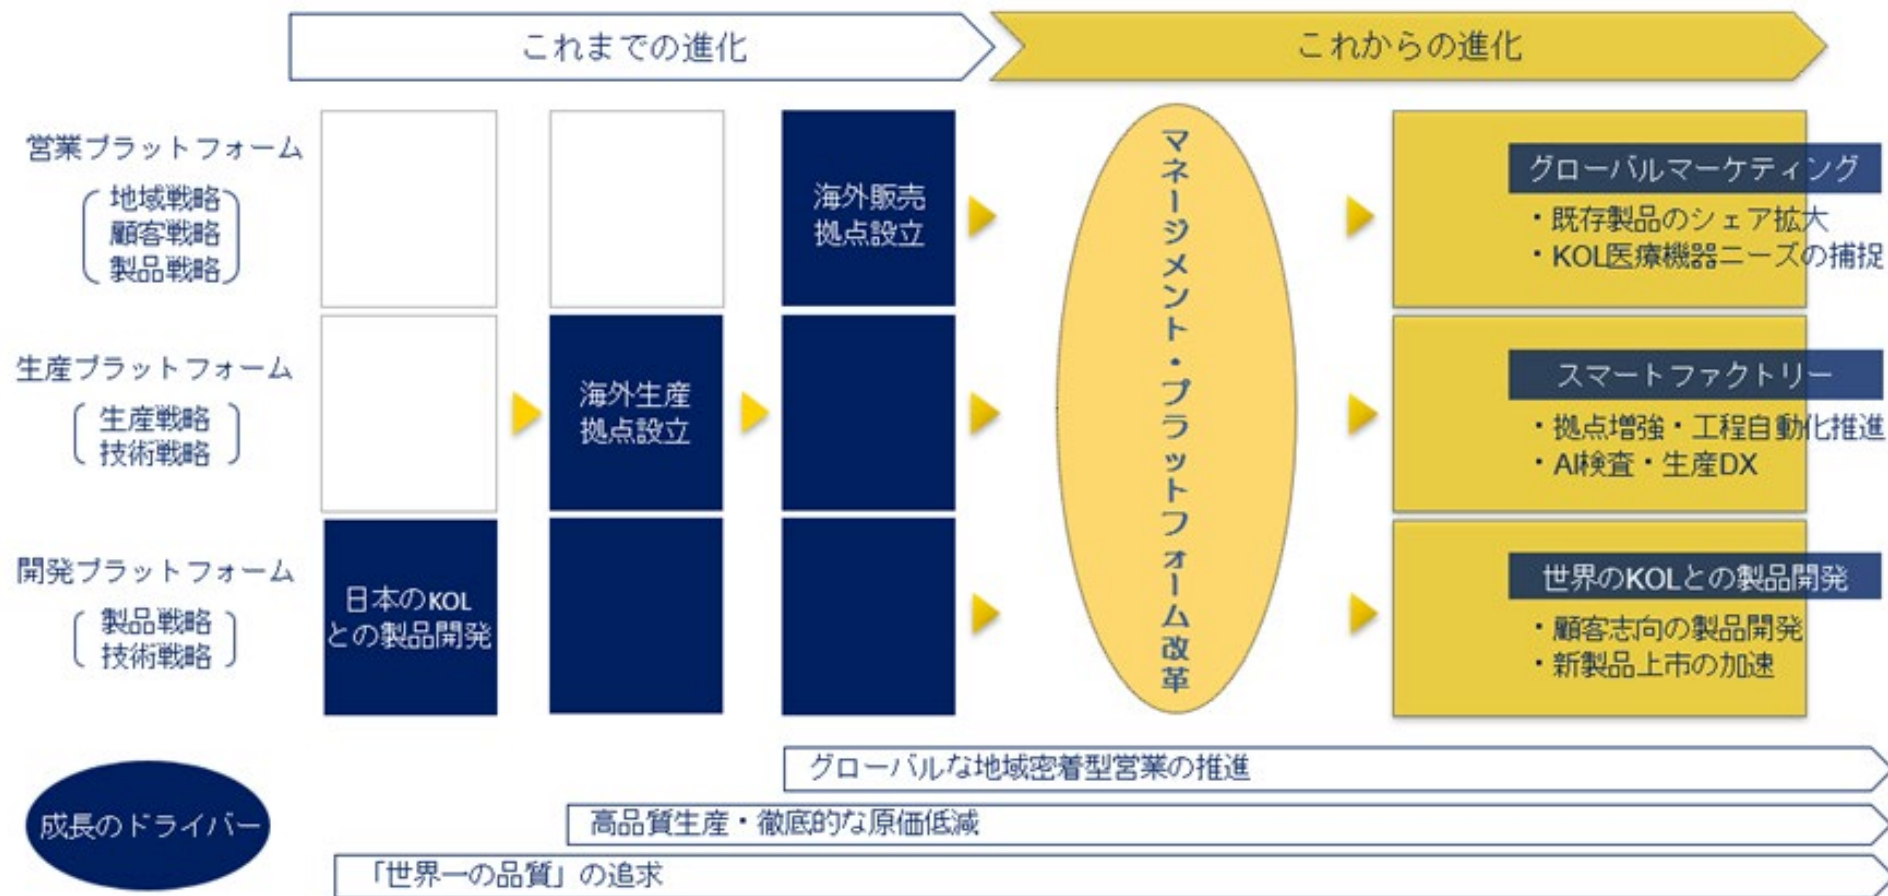 これまでの進化
これからの進化
営業プラットフォーム
地域戦略
顧客戦略
製品戦略
海外販売
拠点設立
グローバルマーケティング
・既存製品のシェア拡大
・KOL医療機器ニーズの捕捉
生産プラットフォーム
生産戦略
技術戦略
海外生産
拠点設立
スマートファクトリー
・拠点増強・工程自動化推進
・AI検査・生産DX
開発プラットフォーム
製品戦略
技術戦略
日本のKOL
との製品開発
世界のKOLとの製品開発
・顧客志向の製品開発
・新製品上市の加速
マネージメント・プラットフォーム改革
成長のドライバー
グローバルな地域密着型営業の推進
高品質生産・徹底的な原価低減
「世界一の品質」の追求